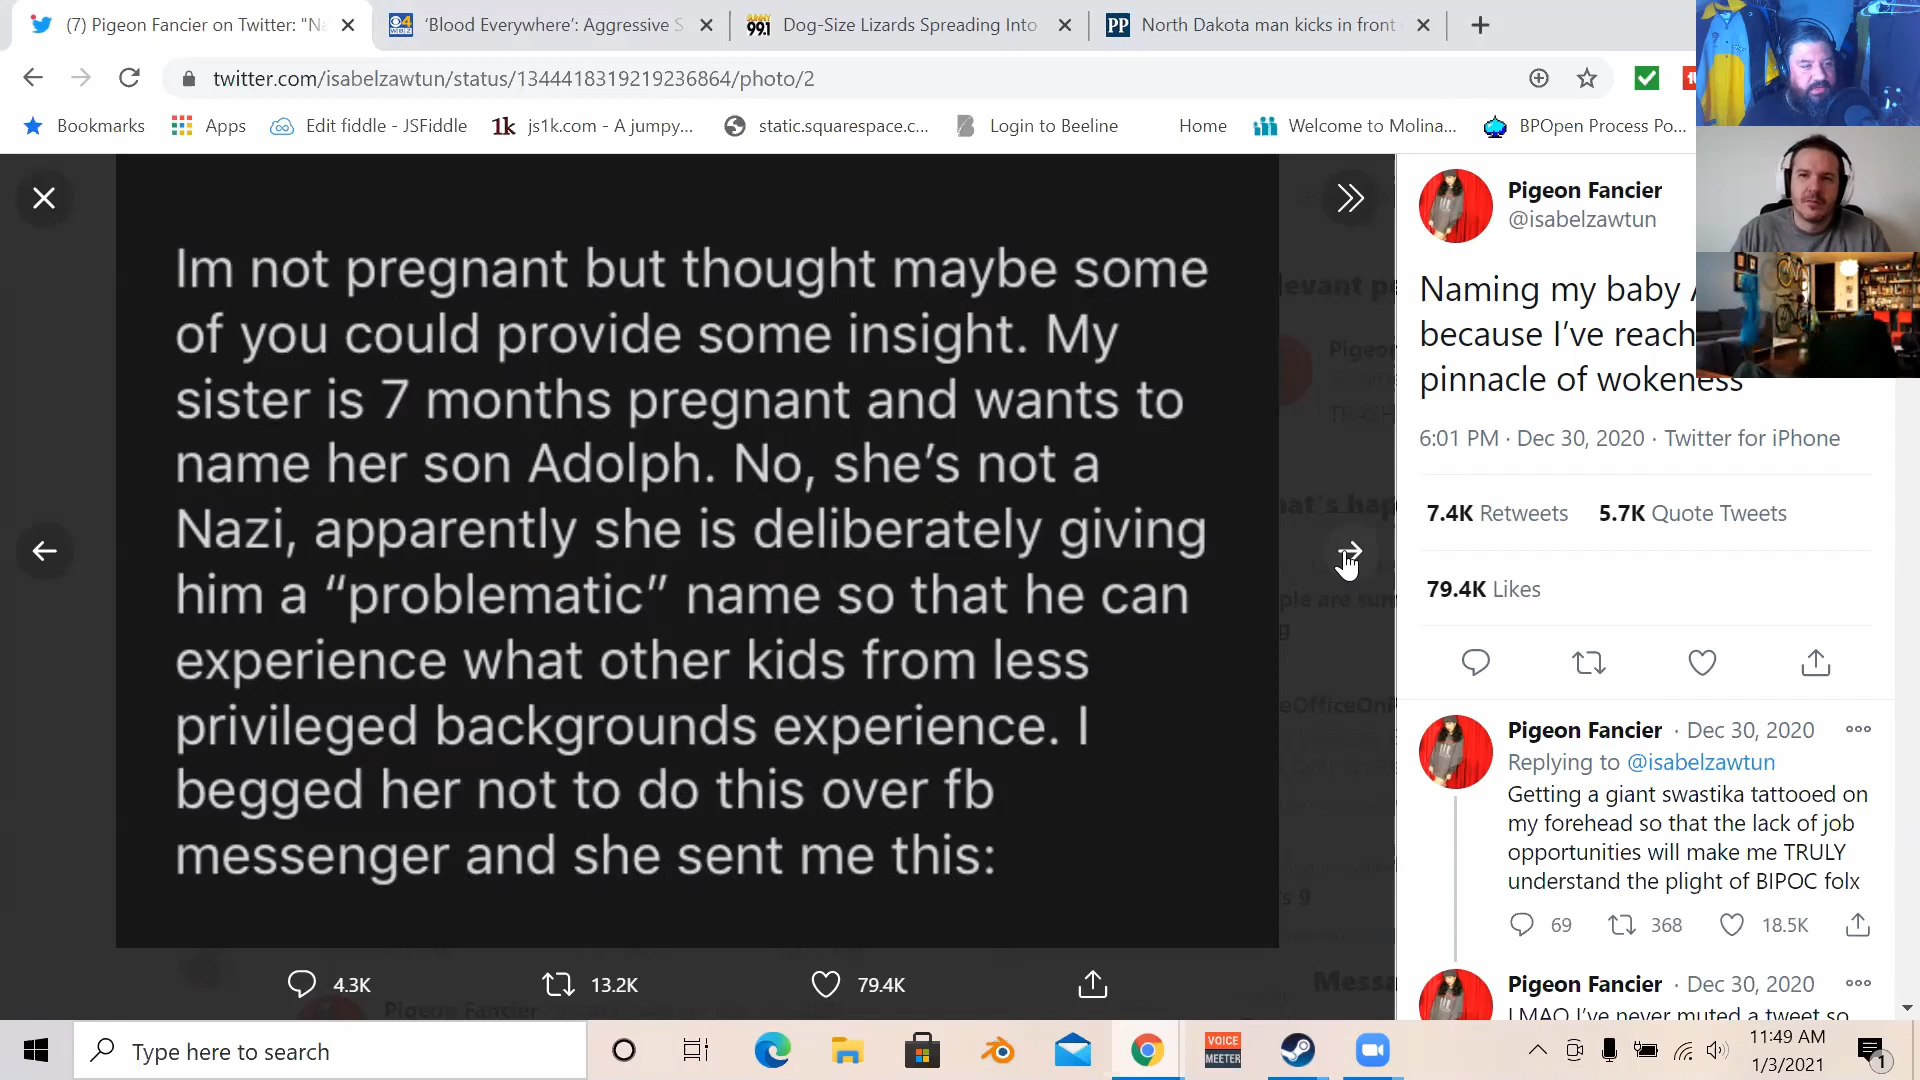 (7) Pigeon Fancier on Twitter: "Na
'Blood Everywhere': Aggressive S
Dog-Size Lizards Spreading Into
North Dakota man kicks in front
twitter.com/isabelzawtun/status/1344418319219236864/photo/2
Bookmarks
Apps
Edit fiddle - JSFiddle
js1k.com - A jumpy...
static.squarespace.c...
Login to Beeline
Home
Welcome to Molina...
BPOpen Process Po...
Im not pregnant but thought maybe some
of you could provide some insight. My
sister is 7 months pregnant and wants to
name her son Adolph. No, she's not a
Nazi, apparently she is deliberately giving
him a "problematic" name so that he can
experience what other kids from less
privileged backgrounds experience. I
begged her not to do this over fb
messenger and she sent me this:
4.3K
13.2K
79.4K
Pigeon Fancier
@isabelzawtun
Naming my baby
because I've reach
pinnacle of wokeness
6:01 PM · Dec 30, 2020 · Twitter for iPhone
7.4K Retweets 5.7K Quote Tweets
79.4K Likes
Pigeon Fancier · Dec 30, 2020
Replying to @isabelzawtun
Getting a giant swastika tattooed on
my forehead so that the lack of job
opportunities will make me TRULY
understand the plight of BIPOC folx
69
368
18.5K
Pigeon Fancier · Dec 30, 2020
LMAO I've never muted a tweet so
Type here to search
VOICE
MEETER
11:49 AM
1/3/2021
1